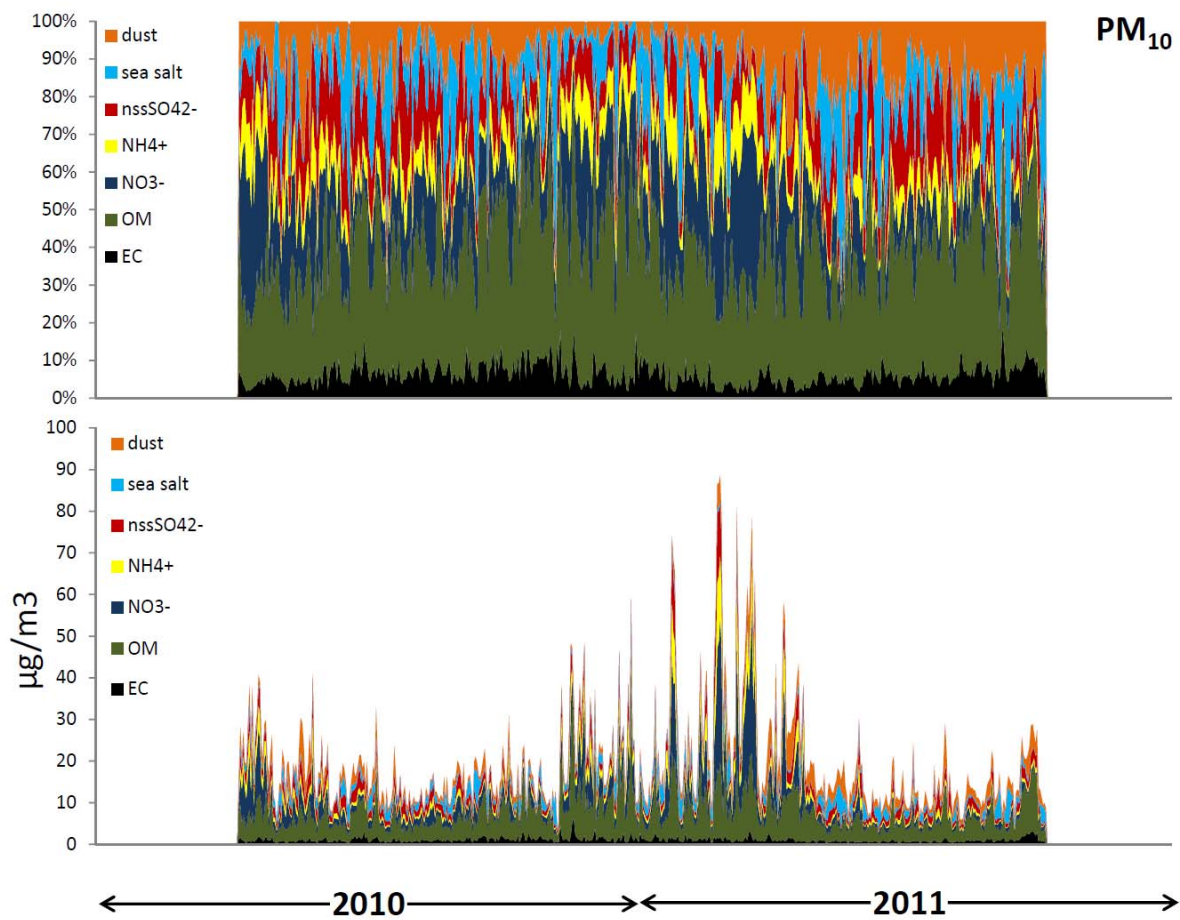 PM10
100%
90%
80%
70%
60%
50%
40%
30%
20%
10%
0%
dust
sea salt
nssSO42-
NH4+
NO3-
OM
EC
100
90
80
70
60
50
40
30
20
10
0
µg/m3
dust
sea salt
nssSO42-
NH4+
NO3-
OM
EC
2010
2011